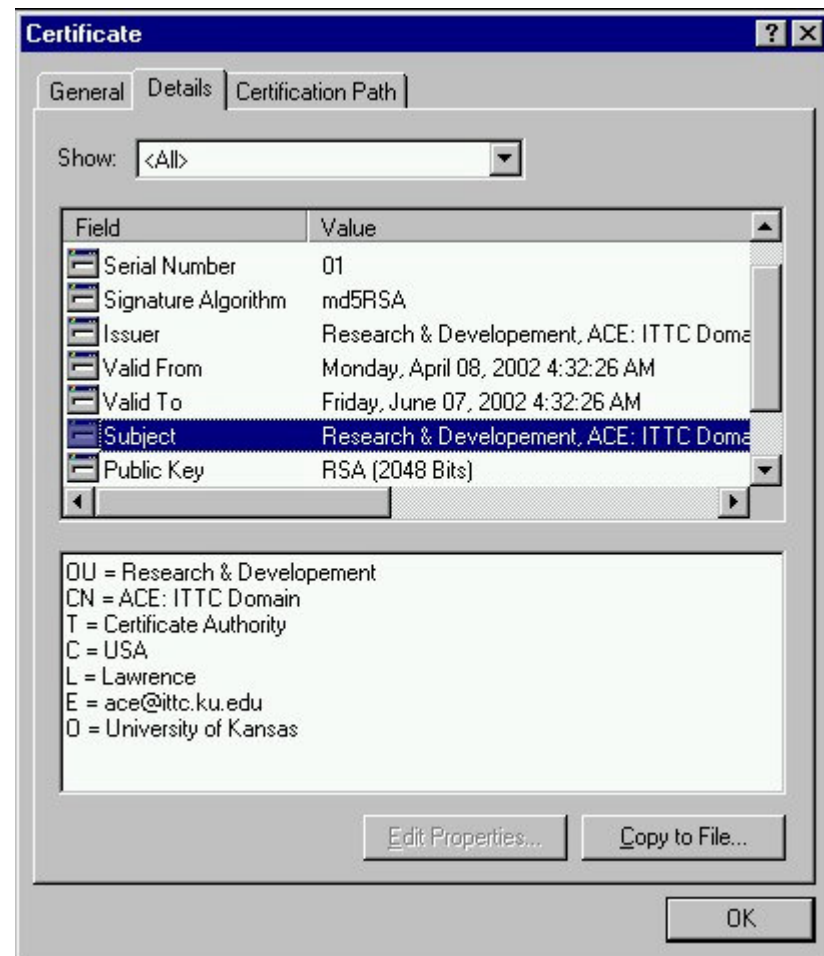 Certificate
General Details Certification Path
Show: <All>
Field Value
Serial Number 01
Signature Algorithm md5RSA
Issuer Research & Developement, ACE: ITTC Doma
Valid From Monday, April 08, 2002 4:32:26 AM
Valid To Friday, June 07, 2002 4:32:26 AM
Subject Research & Developement, ACE: ITTC Doma
Public Key RSA (2048 Bits)
OU = Research & Developement
CN = ACE: ITTC Domain
T = Certificate Authority
C = USA
L = Lawrence
E = ace@ittc.ku.edu
O = University of Kansas
Edit Properties... Copy to File...
OK